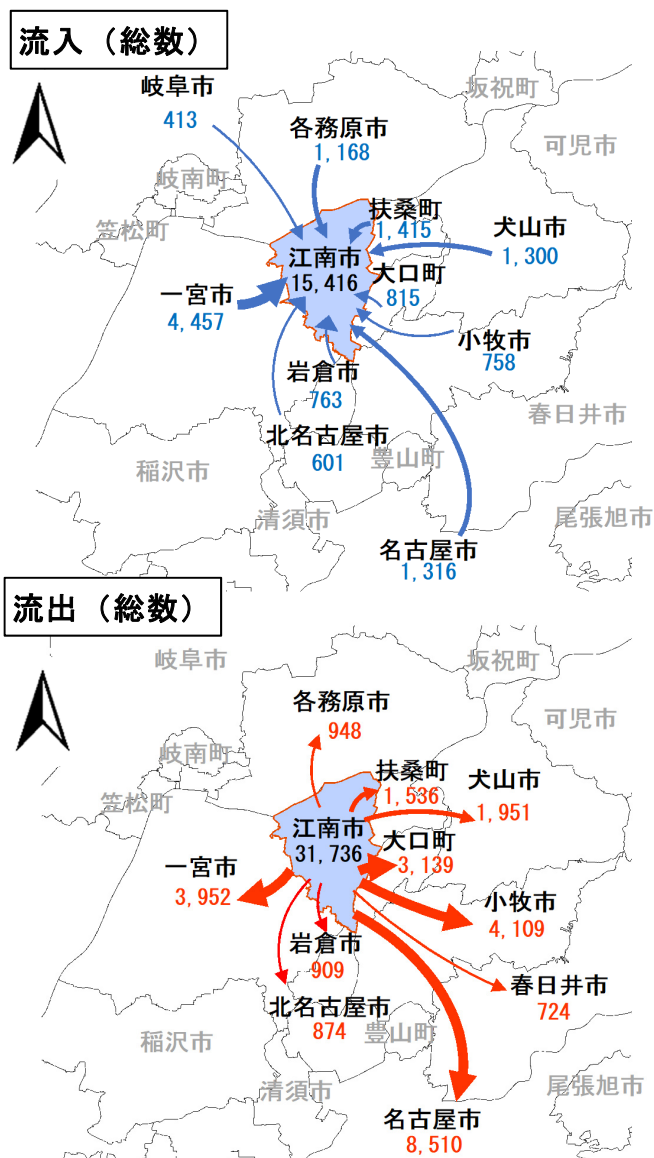 流入（総数）
岐阜市
413
坂祝町
各務原市
1,168
可児市
岐南町
笠松町
扶桑町
1,415
犬山市
1,300
江南市
15,416
大口町
815
一宮市
4,457
小牧市
758
岩倉市
763
春日井市
北名古屋市
601
豊山町
稲沢市
清須市
尾張旭市
名古屋市
1,316
流出（総数）
岐阜市
坂祝町
各務原市
948
可児市
岐南町
笠松町
扶桑町
1,536
犬山市
1,951
江南市
31,736
大口町
3,139
一宮市
3,952
小牧市
4,109
岩倉市
909
春日井市
724
北名古屋市
874
豊山町
稲沢市
清須市
尾張旭市
名古屋市
8,510